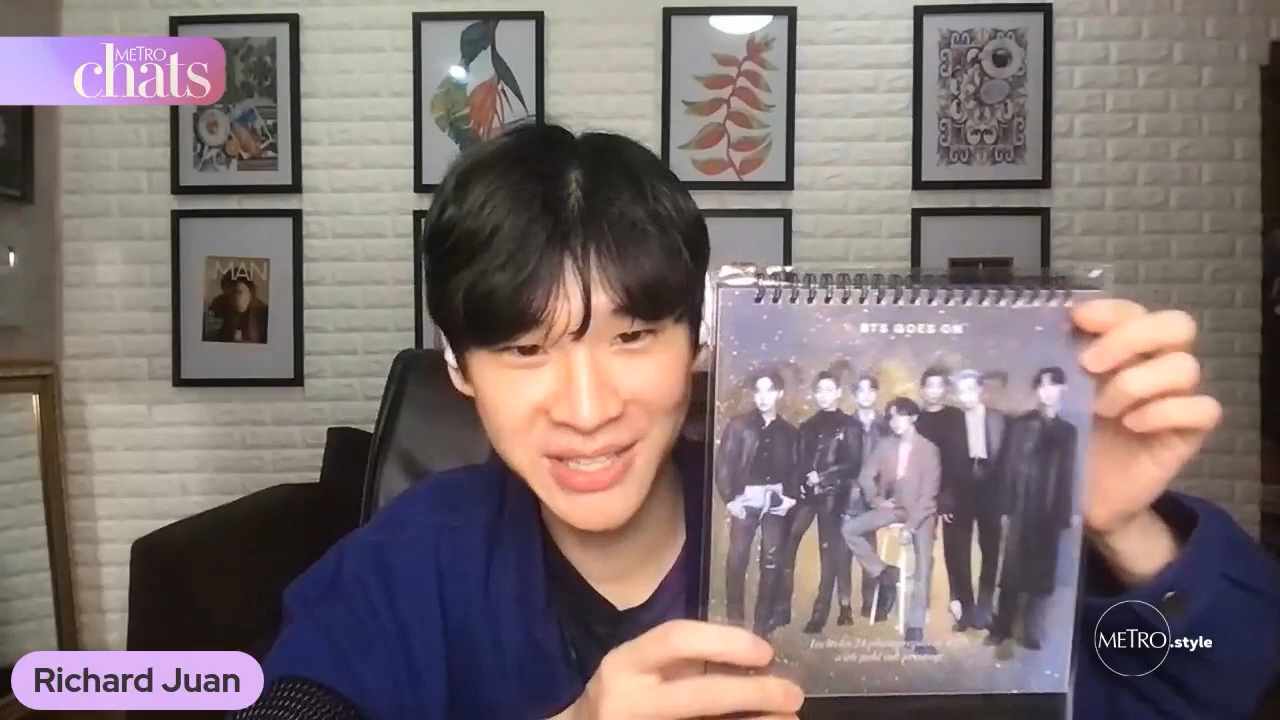 METRO
chats
MAN
BTS GOES ON
Richard Juan
METRO.style